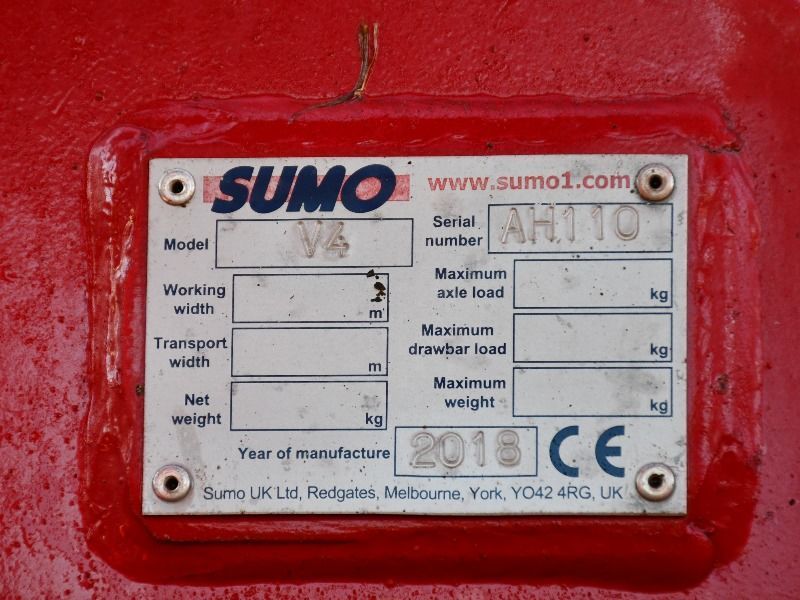 SUMO www.sumo1.com
Model V4 Serial number AH110
Working width m Maximum axle load kg
Transport width m Maximum drawbar load kg
Net weight kg Maximum weight kg
Year of manufacture 2018 CE
Sumo UK Ltd, Redgates, Melbourne, York, YO42 4RG, UK